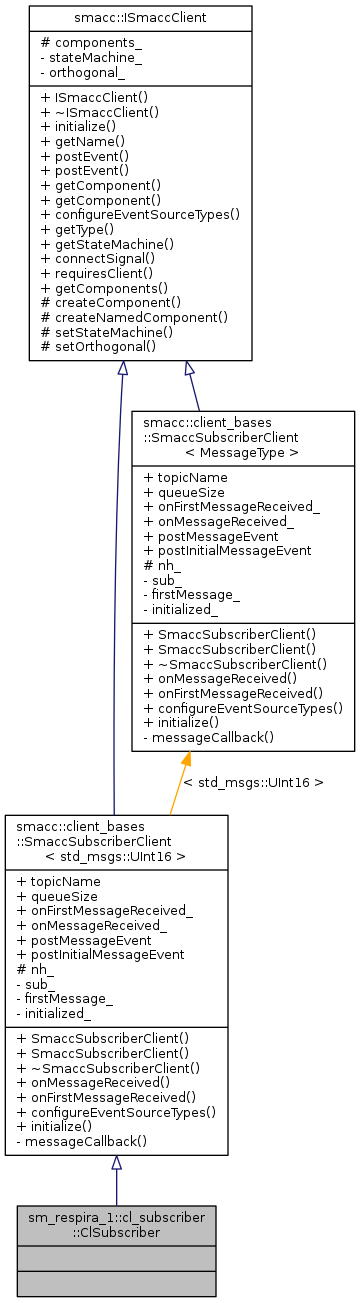 smacc::ISmaccClient
# components_
- stateMachine_
- orthogonal_
+ ISmaccClient()
+ ~ISmaccClient()
+ initialize()
+ getName()
+ postEvent()
+ postEvent()
+ getComponent()
+ getComponent()
+ configureEventSourceTypes()
+ getType()
+ getStateMachine()
+ connectSignal()
+ requiresClient()
+ getComponents()
# createComponent()
# createNamedComponent()
# setStateMachine()
# setOrthogonal()
smacc::client_bases
::SmaccSubscriberClient
< MessageType >
+ topicName
+ queueSize
+ onFirstMessageReceived_
+ onMessageReceived_
+ postMessageEvent
+ postInitialMessageEvent
# nh_
- sub_
- firstMessage_
- initialized_
+ SmaccSubscriberClient()
+ SmaccSubscriberClient()
+ ~SmaccSubscriberClient()
+ onMessageReceived()
+ onFirstMessageReceived()
+ configureEventSourceTypes()
+ initialize()
- messageCallback()
< std_msgs::UInt16 >
smacc::client_bases
::SmaccSubscriberClient
< std_msgs::UInt16 >
+ topicName
+ queueSize
+ onFirstMessageReceived_
+ onMessageReceived_
+ postMessageEvent
+ postInitialMessageEvent
# nh_
- sub_
- firstMessage_
- initialized_
+ SmaccSubscriberClient()
+ SmaccSubscriberClient()
+ ~SmaccSubscriberClient()
+ onMessageReceived()
+ onFirstMessageReceived()
+ configureEventSourceTypes()
+ initialize()
- messageCallback()
sm_respira_1::cl_subscriber
::ClSubscriber